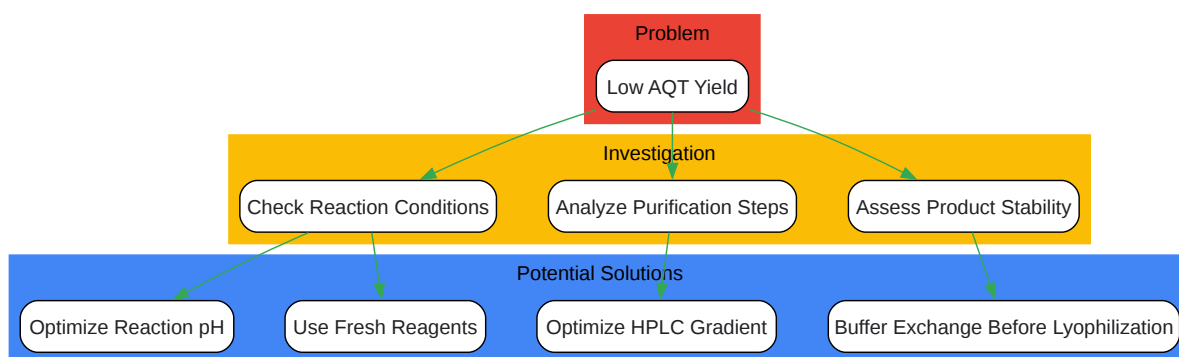 Problem
Low AQT Yield
Investigation
Check Reaction Conditions
Analyze Purification Steps
Assess Product Stability
Potential Solutions
Optimize Reaction pH
Use Fresh Reagents
Optimize HPLC Gradient
Buffer Exchange Before Lyophilization